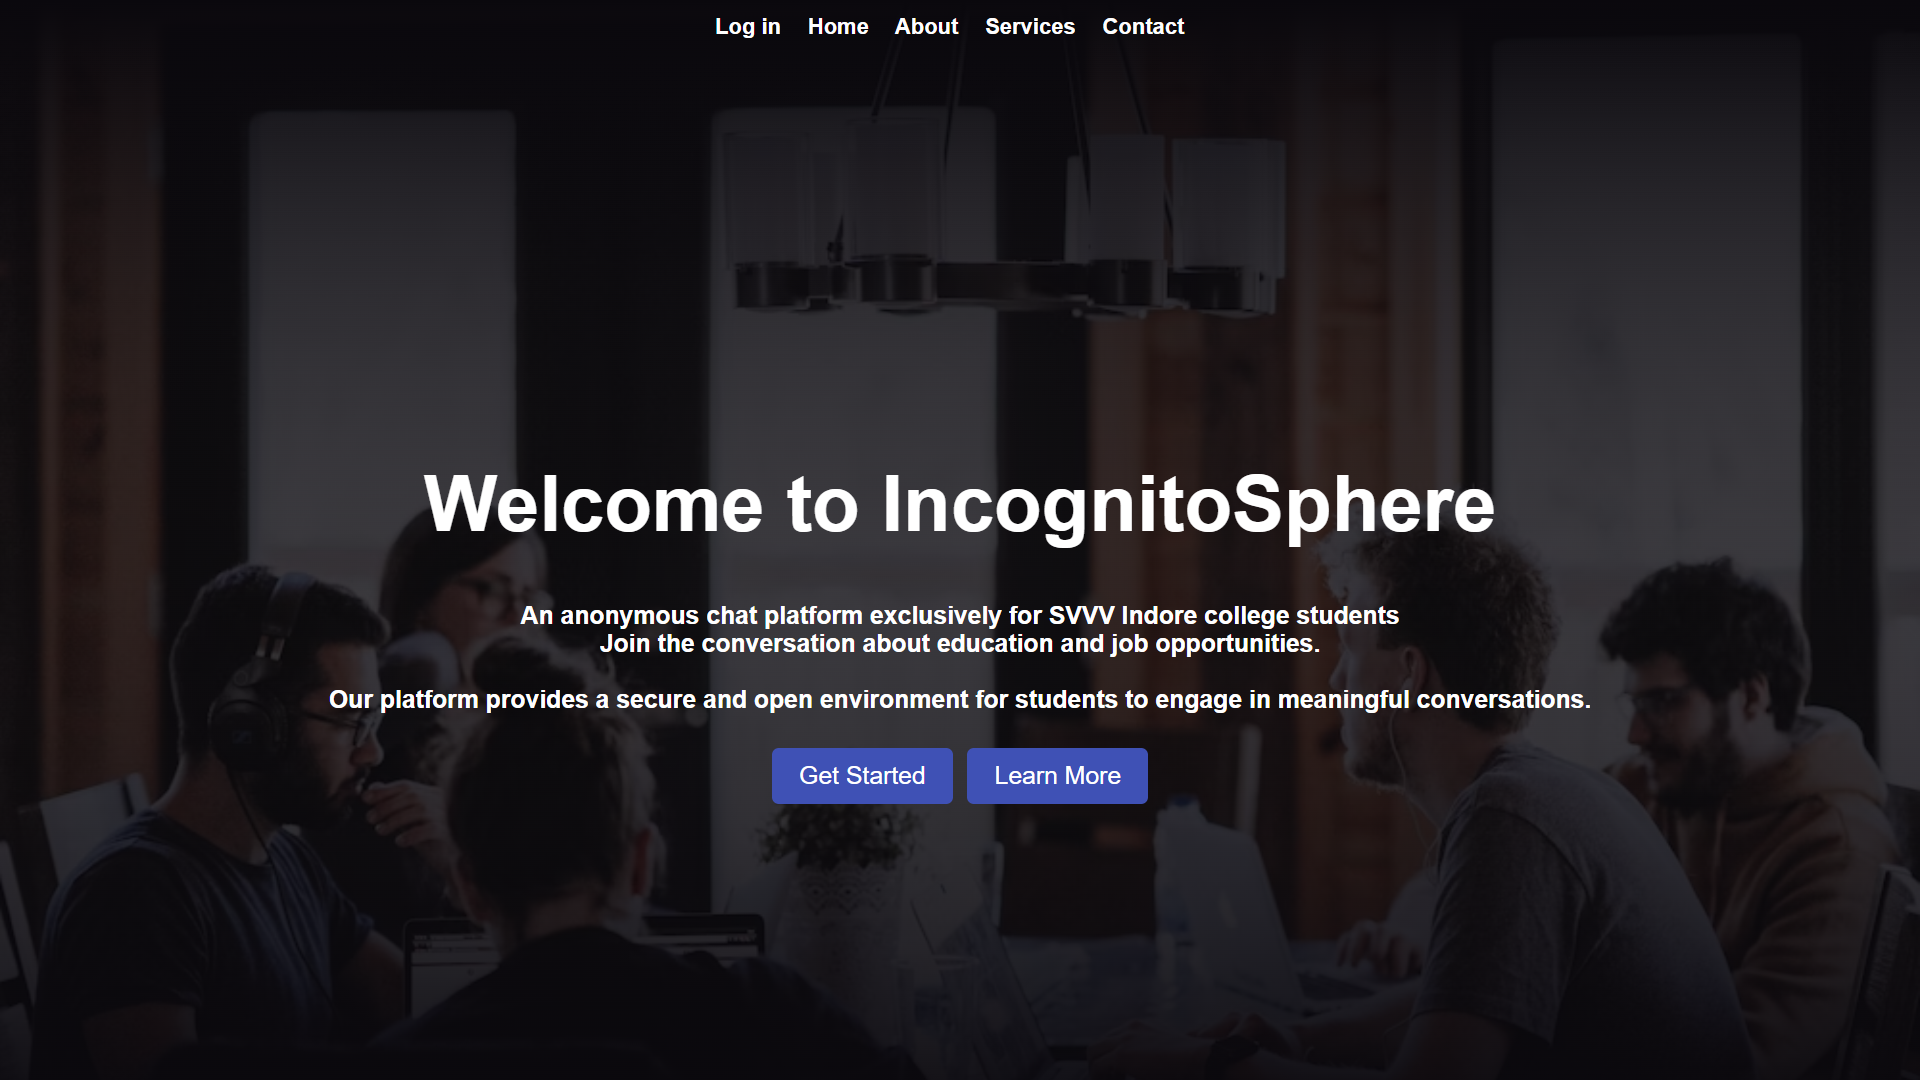 Log in Home About Services Contact
Welcome to IncognitoSphere
An anonymous chat platform exclusively for SVVV Indore college students
Join the conversation about education and job opportunities.
Our platform provides a secure and open environment for students to engage in meaningful conversations.
Get Started Learn More